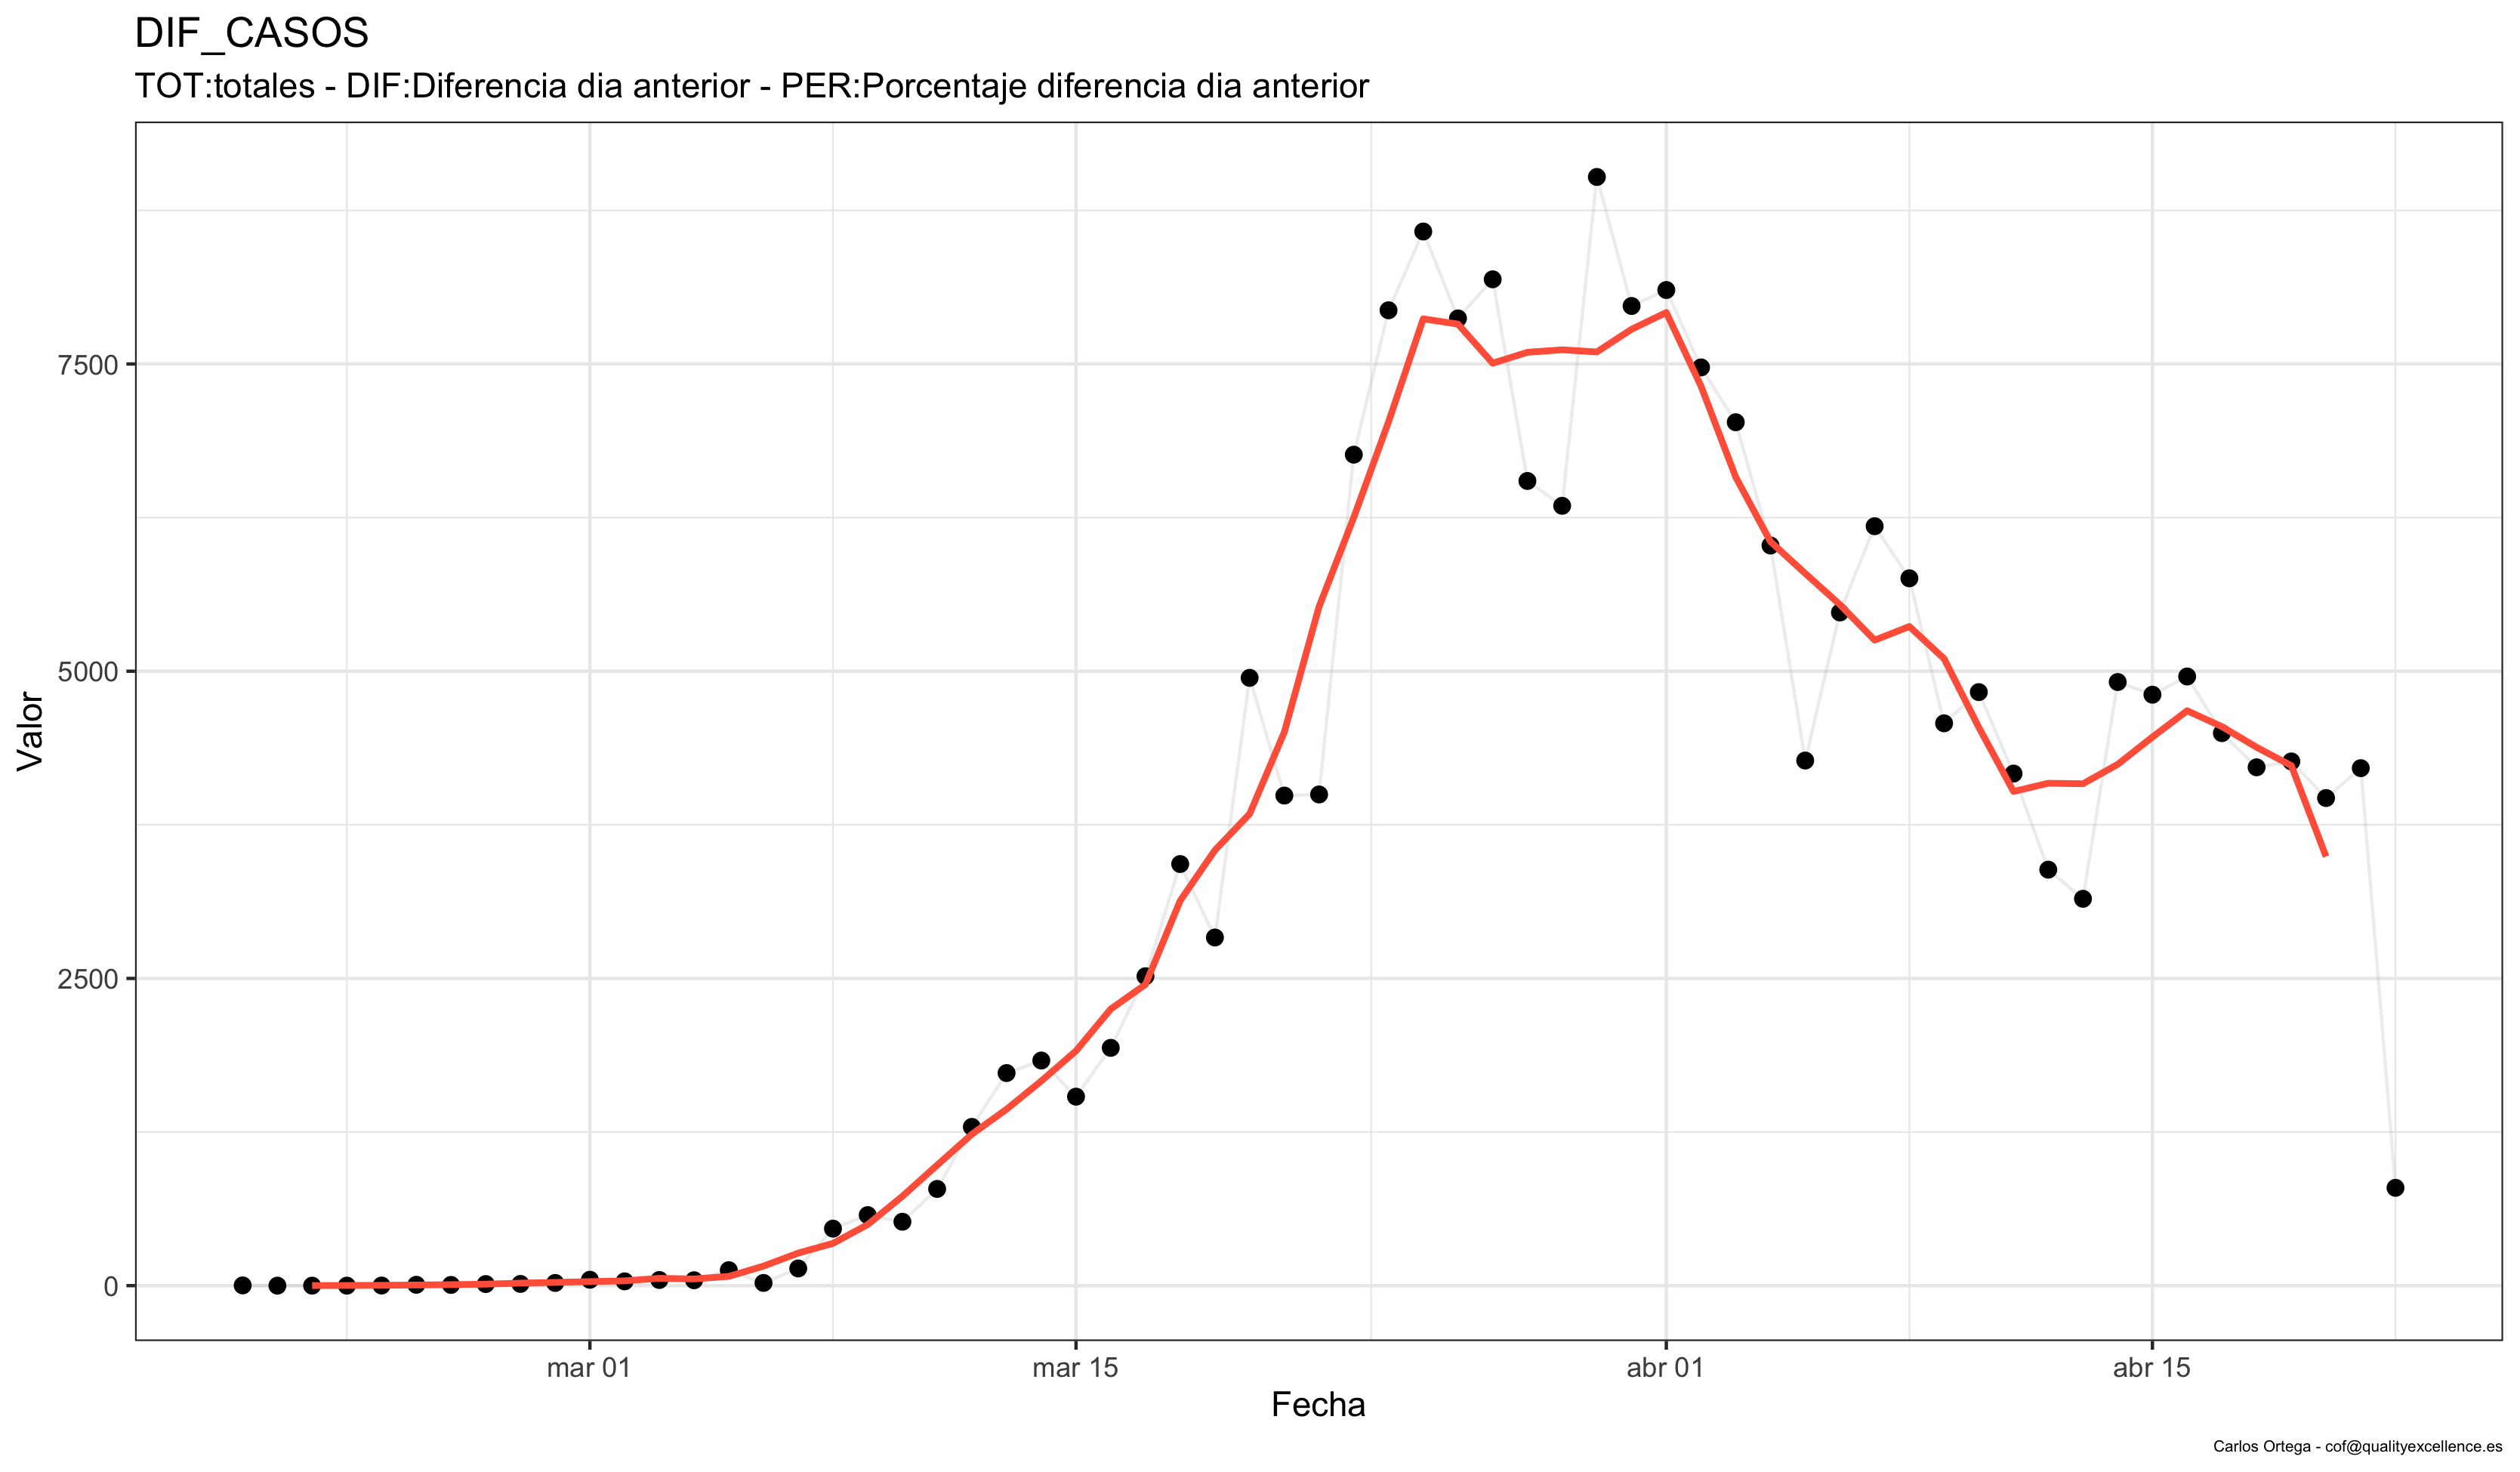 DIF_CASOS
TOT:totales - DIF:Diferencia dia anterior - PER:Porcentaje diferencia dia anterior
7500
5000
2500
0
Valor
mar 01
mar 15
abr 01
abr 15
Fecha
Carlos Ortega - cof@qualityexcellence.es